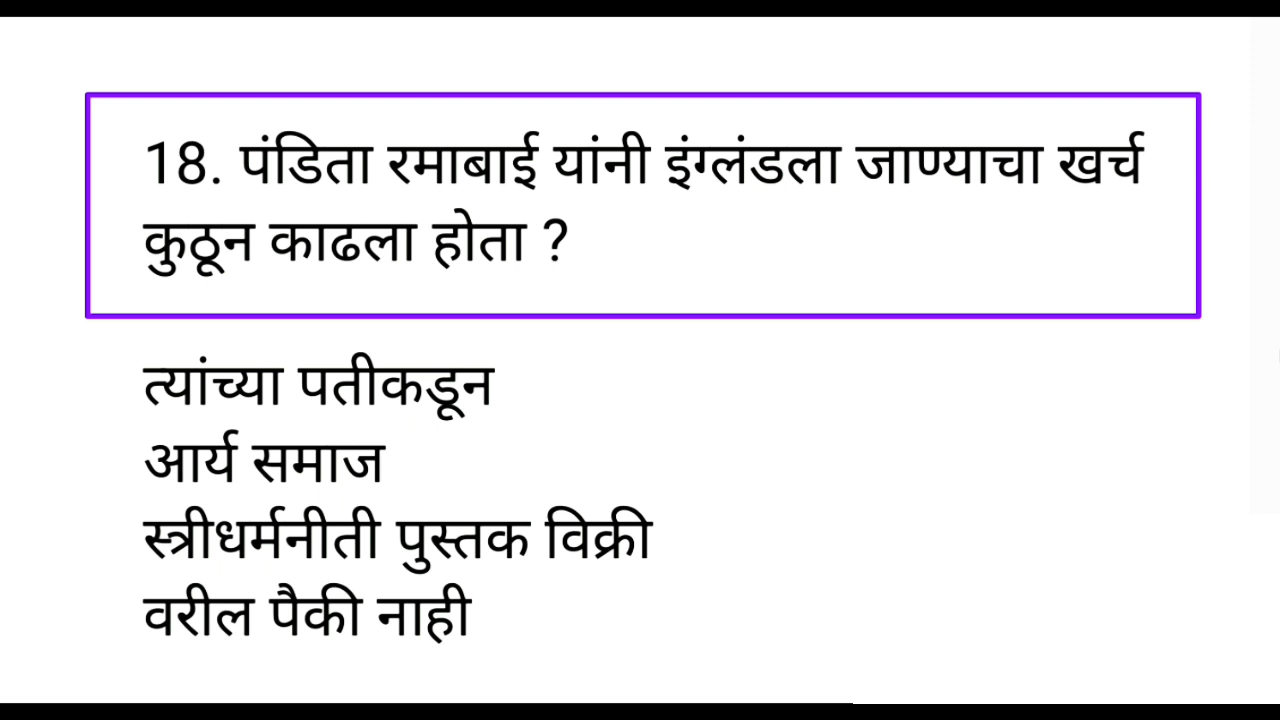 18. पंडिता रमाबाई यांनी इंग्लंडला जाण्याचा खर्च
कुठून काढला होता ?
त्यांच्या पतीकडून
आर्य समाज
स्त्रीधर्मनीती पुस्तक विक्री
वरील पैकी नाही